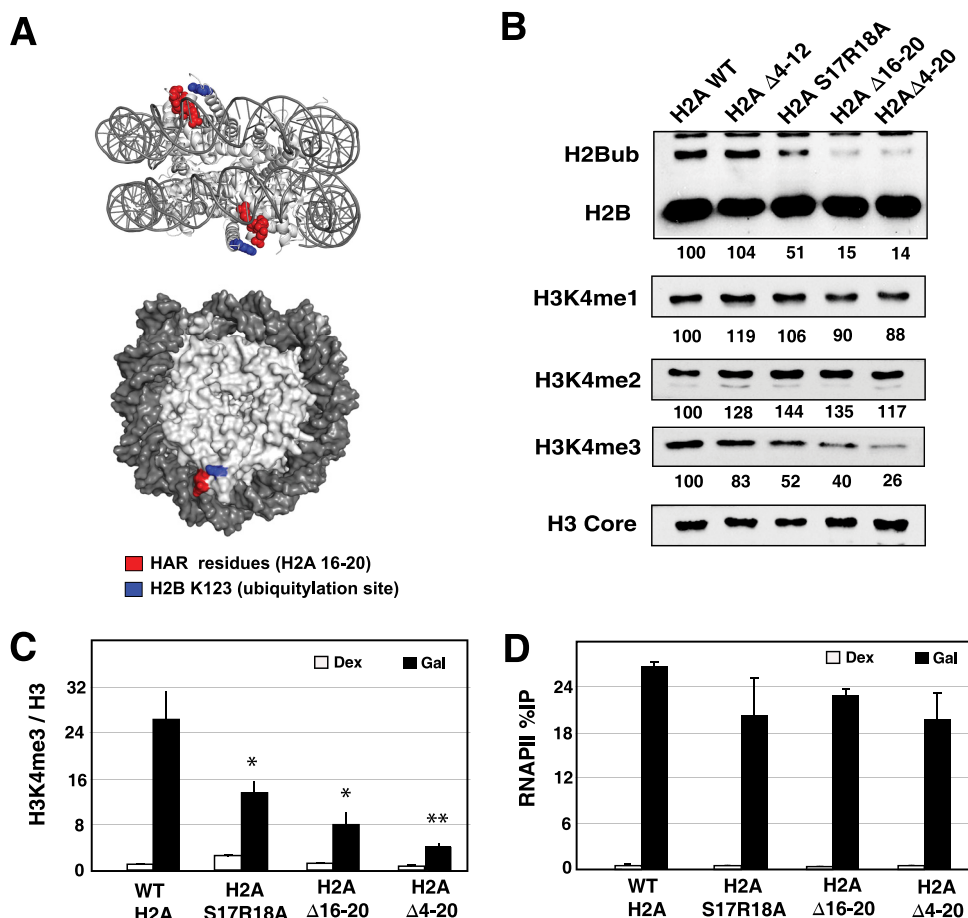 A
HAR residues (H2A 16-20)
H2B K123 (ubiquitylation site)
B
H2A WT
H2A Δ4-12
H2A S17R18A
H2A Δ16-20
H2AΔ4-20
H2Bub
H2B
100 104 51 15 14
H3K4me1
100 119 106 90 88
H3K4me2
100 128 144 135 117
H3K4me3
100 83 52 40 26
H3 Core
C
Dex Gal
H3K4me3 / H3
32
24
16
8
0
* * **
WT H2A H2A H2A
H2A S17R18A Δ16-20 Δ4-20
D
Dex Gal
RNAPII %IP
24
18
12
6
0
WT H2A H2A H2A
H2A S17R18A Δ16-20 Δ4-20